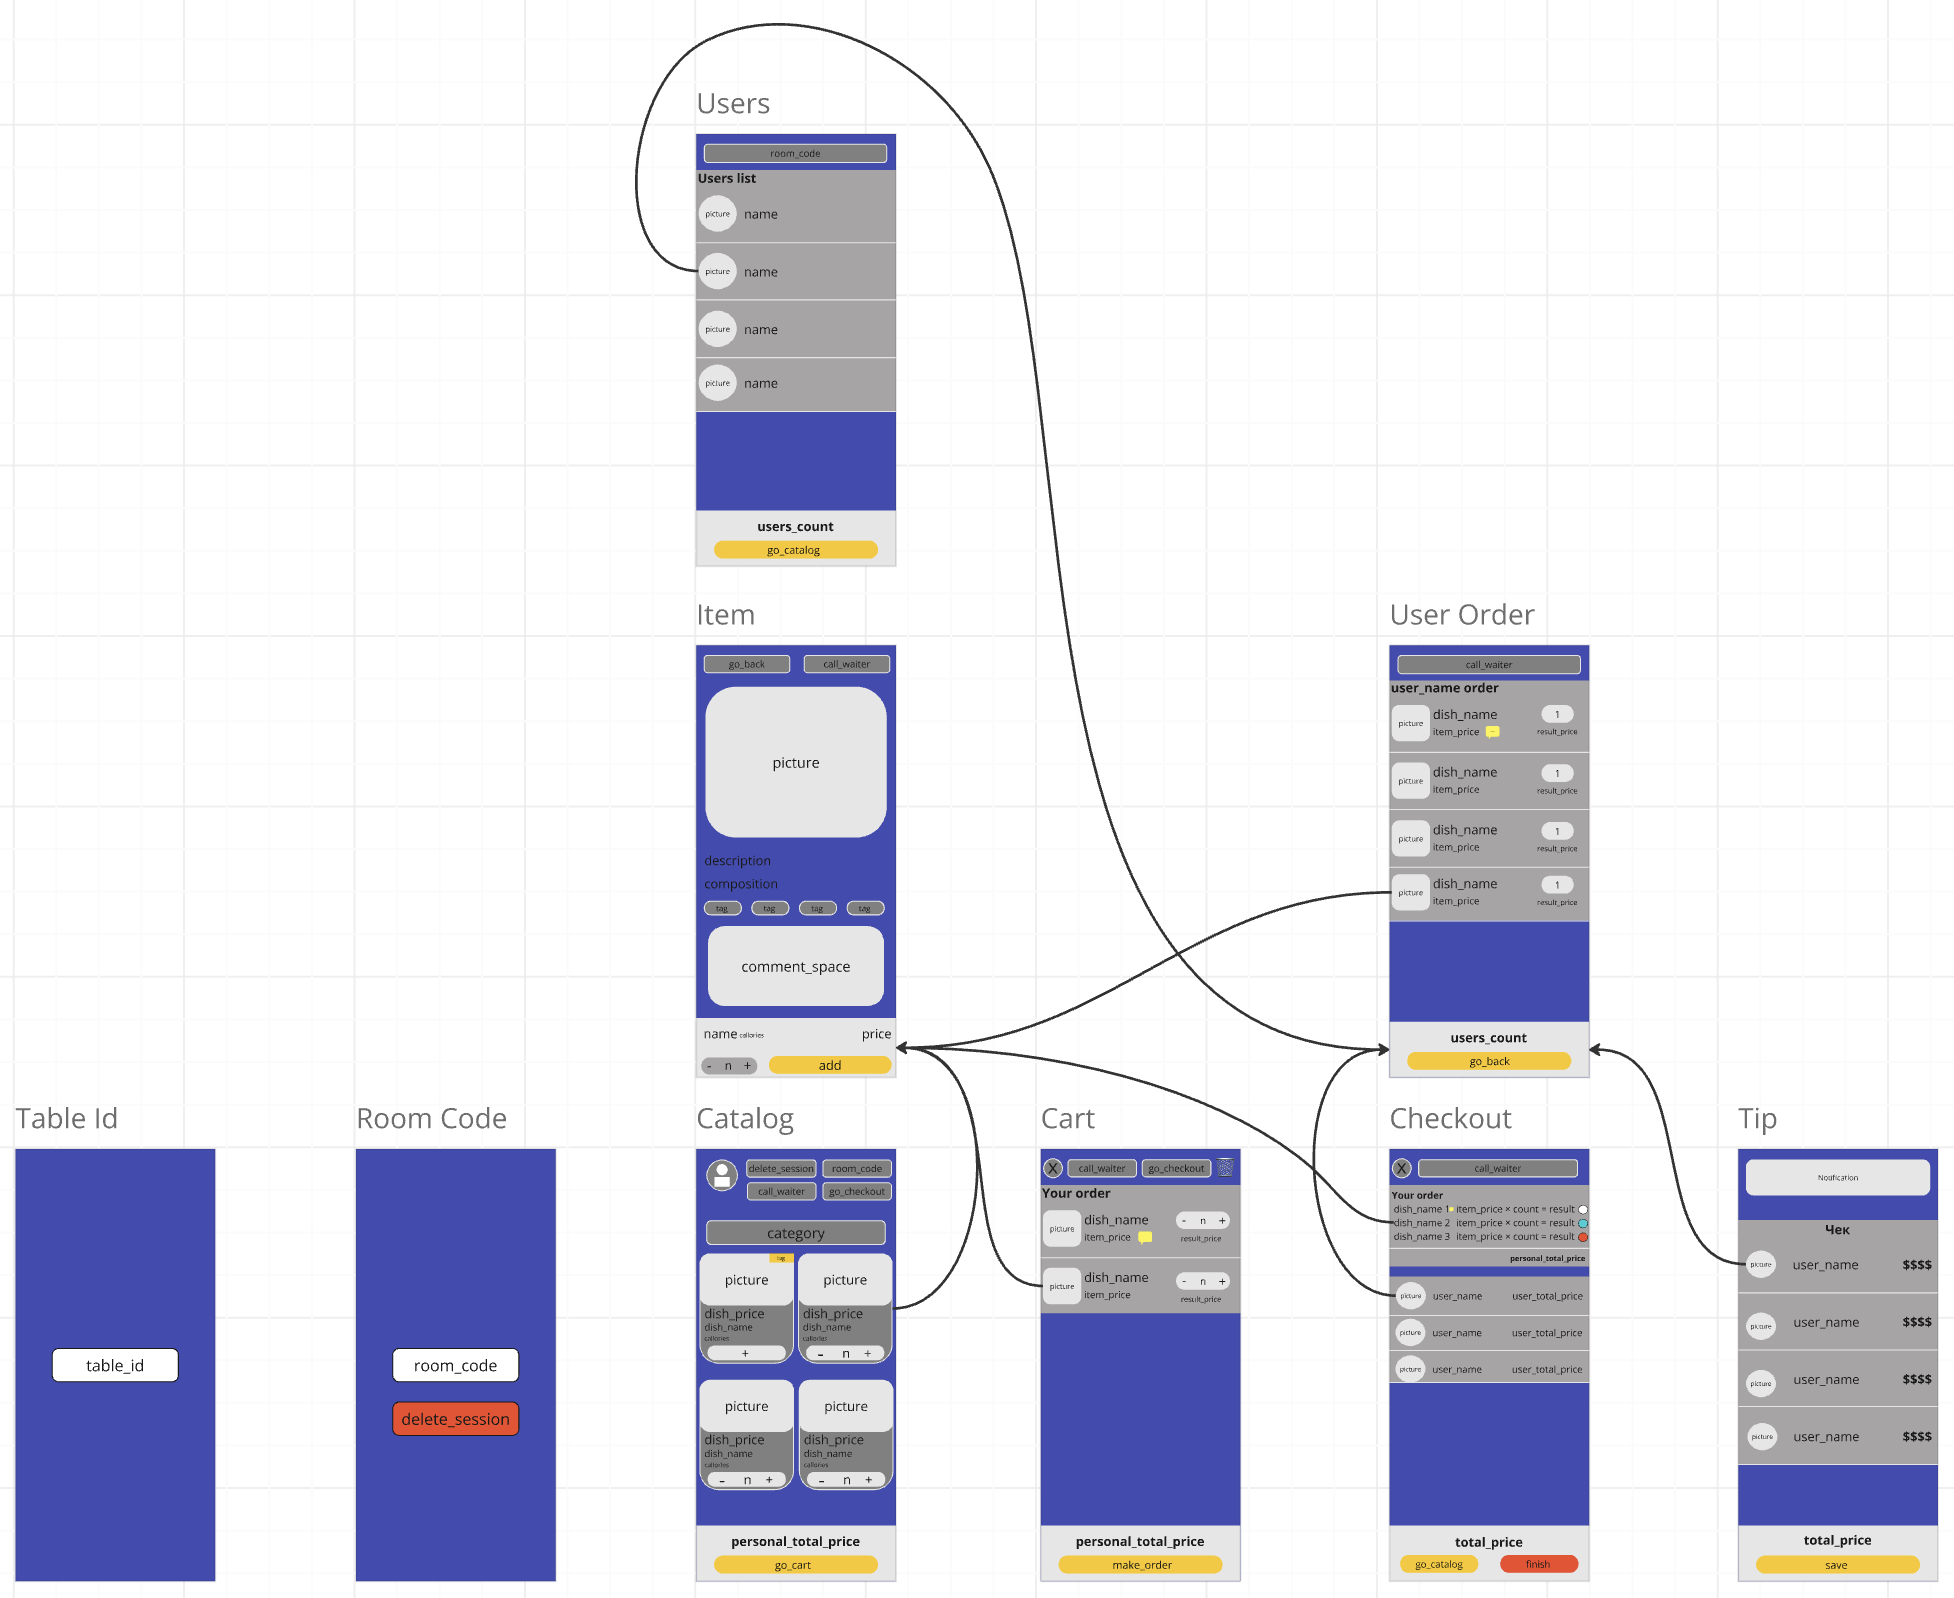 Users
room_code
Users list
picture name
picture name
picture name
picture name
users_count
go_catalog
Item
go_back call_waiter
picture
description
composition
tag tag tag tag
comment_space
name callories price
- n + add
User Order
call_waiter
user_name order
picture dish_name 1
item_price result_price
picture dish_name 1
item_price result_price
picture dish_name 1
item_price result_price
picture dish_name 1
item_price result_price
users_count
go_back
Table Id
table_id
Room Code
room_code
delete_session
Catalog
delete_session room_code
call_waiter go_checkout
category
tag
picture picture
dish_price dish_price
dish_name dish_name
callories callories
+ - n +
picture picture
dish_price dish_price
dish_name dish_name
callories callories
- n + - n +
personal_total_price
go_cart
Cart
X call_waiter go_checkout
Your order
picture dish_name - n +
item_price result_price
picture dish_name - n +
item_price result_price
personal_total_price
make_order
Checkout
X call_waiter
Your order
dish_name 1 item_price × count = result
dish_name 2 item_price × count = result
dish_name 3 item_price × count = result
personal_total_price
picture user_name user_total_price
picture user_name user_total_price
picture user_name user_total_price
total_price
go_catalog finish
Tip
Notification
Чек
picture user_name $$$$
picture user_name $$$$
picture user_name $$$$
picture user_name $$$$
total_price
save